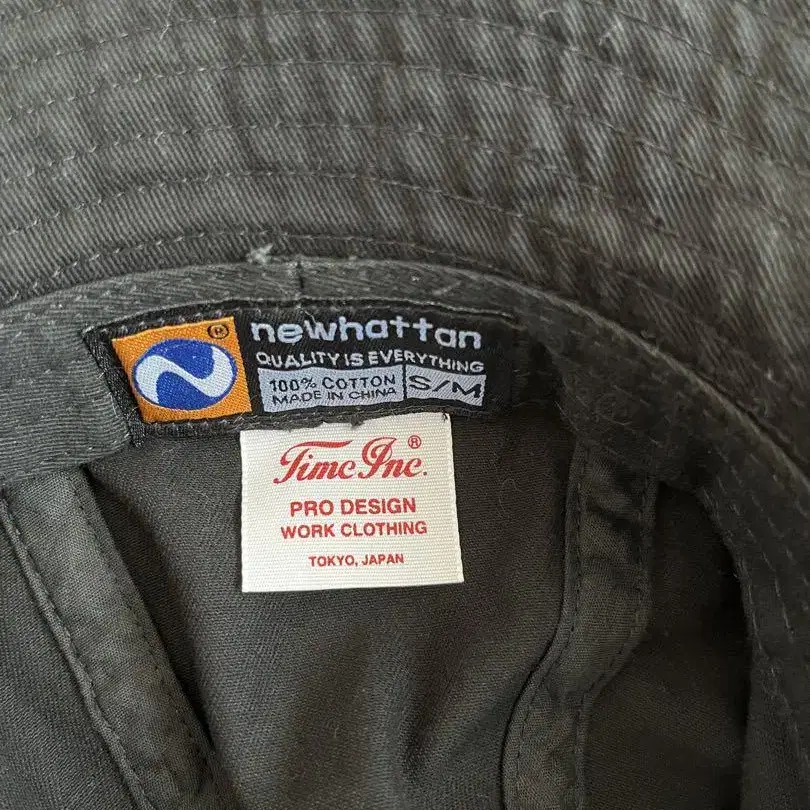 newhattan ®
QUALITY IS EVERYTHING
100% COTTON
MADE IN CHINA
S/M
Time Inc.®
PRO DESIGN
WORK CLOTHING
TOKYO, JAPAN